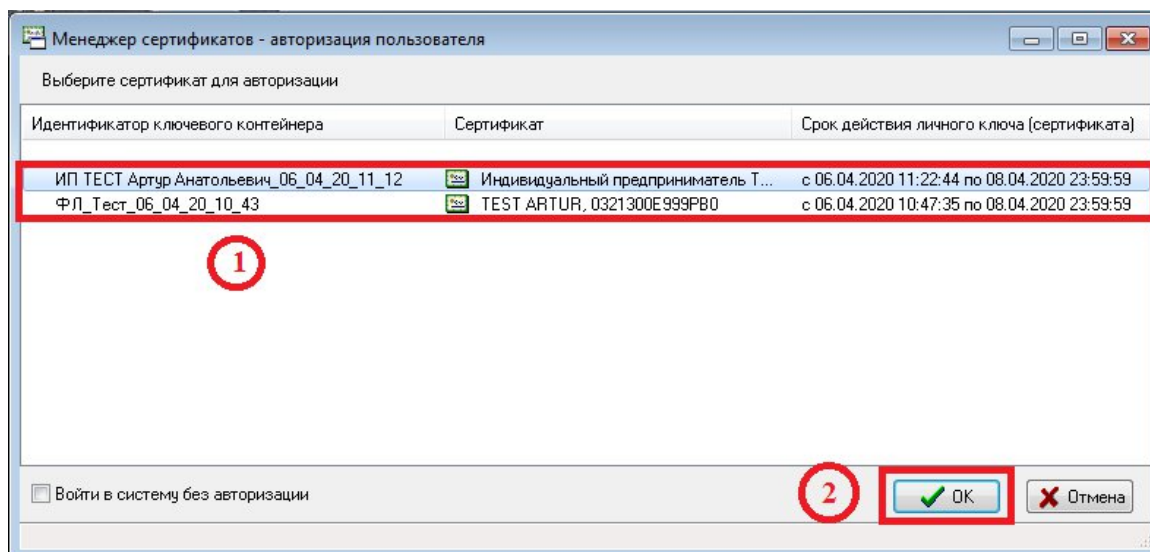 Менеджер сертификатов - авторизация пользователя
Выберите сертификат для авторизации
Идентификатор ключевого контейнера Сертификат Срок действия личного ключа (сертификата)
ИП ТЕСТ Артур Анатольевич_06_04_20_11_12 Индивидуальный предприниматель Т... с 06.04.2020 11:22:44 по 08.04.2020 23:59:59
ФЛ_Тест_06_04_20_10_43 TEST ARTUR, 0321300E999PB0 с 06.04.2020 10:47:35 по 08.04.2020 23:59:59
1
Войти в систему без авторизации 2 ОК Отмена